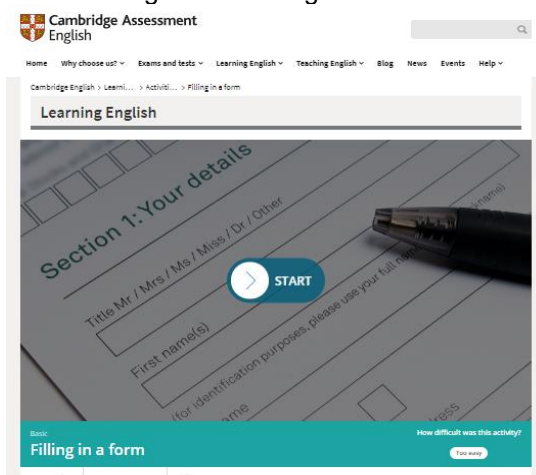 Cambridge Assessment
English
Home Why choose us? Exams and tests Learning English Teaching English Blog News Events Help
Cambridge English > Learni... > Activiti... > Filling in a form
Learning English
Section 1: Your details
Title Mr / Mrs / Ms / Miss / Dr / Other
First name(s)
(for identification purposes, please use your full name
START
Basic
Filling in a form
How difficult was this activity?
Too easy